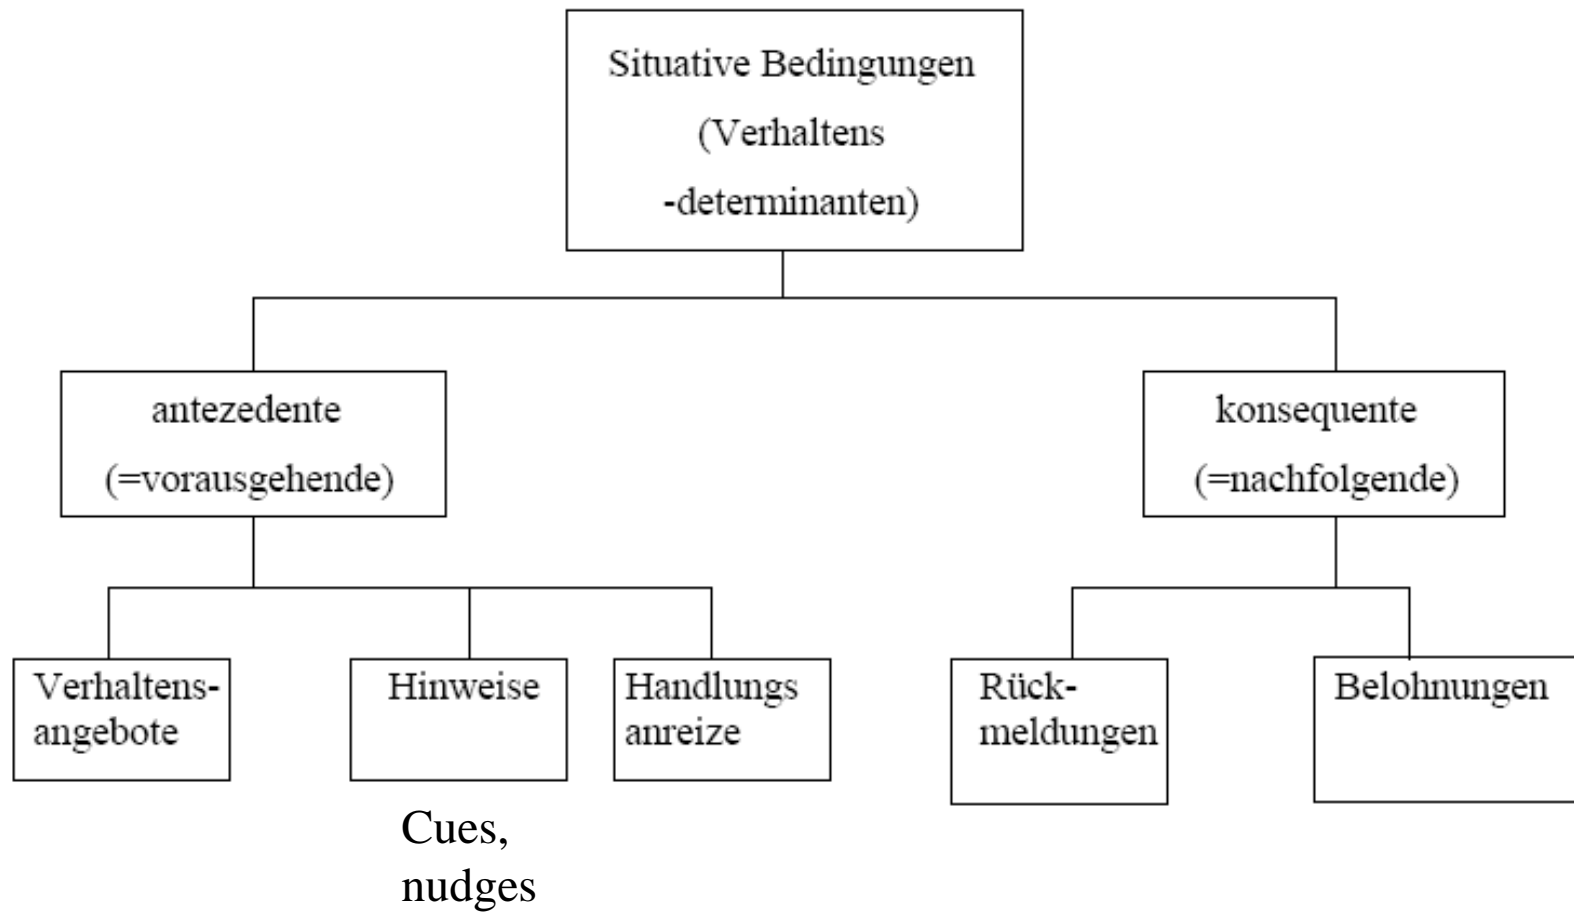 Situative Bedingungen
(Verhaltens
-determinanten)
antezedente
(=vorausgehende)
konsequente
(=nachfolgende)
Verhaltens-
angebote
Hinweise
Handlungs
anreize
Rück-
meldungen
Belohnungen
Cues,
nudges